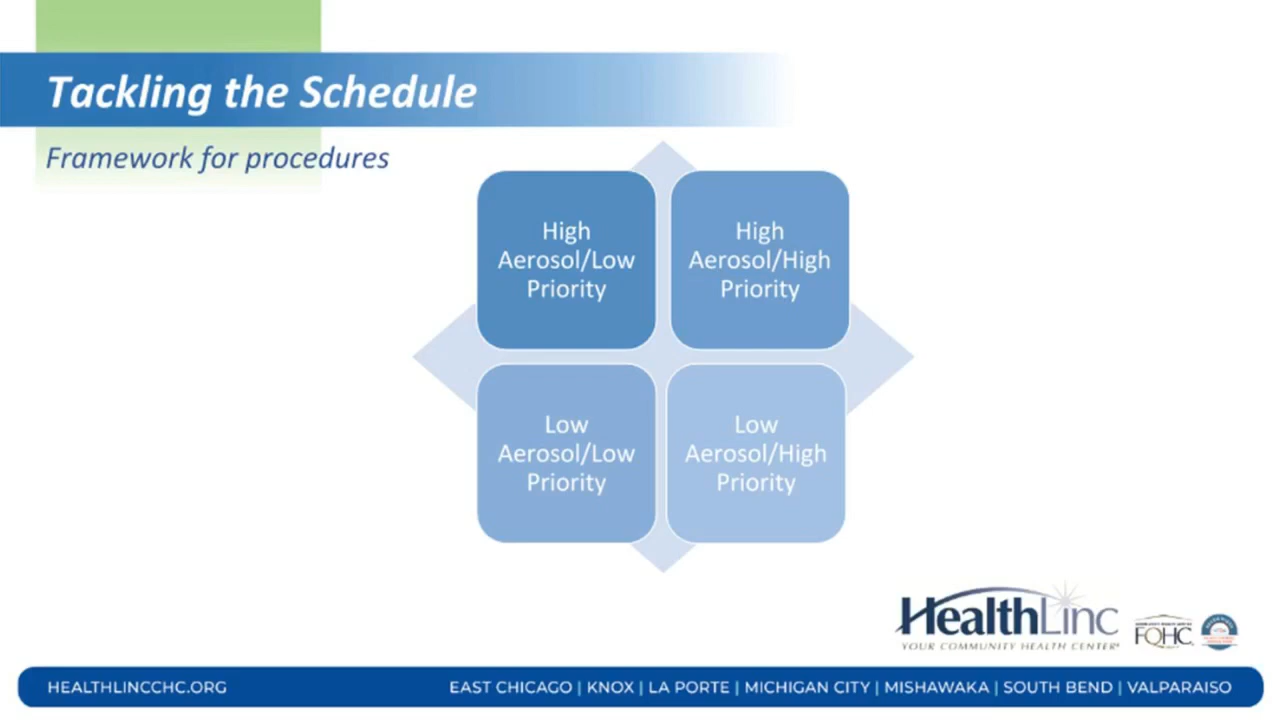 Tackling the Schedule
Framework for procedures
High
Aerosol/Low
Priority
High
Aerosol/High
Priority
Low
Aerosol/Low
Priority
Low
Aerosol/High
Priority
HealthLinc
YOUR COMMUNITY HEALTH CENTER
FQHC
HEALTHLINCCHC.ORG
EAST CHICAGO | KNOX | LA PORTE | MICHIGAN CITY | MISHAWAKA | SOUTH BEND | VALPARAISO